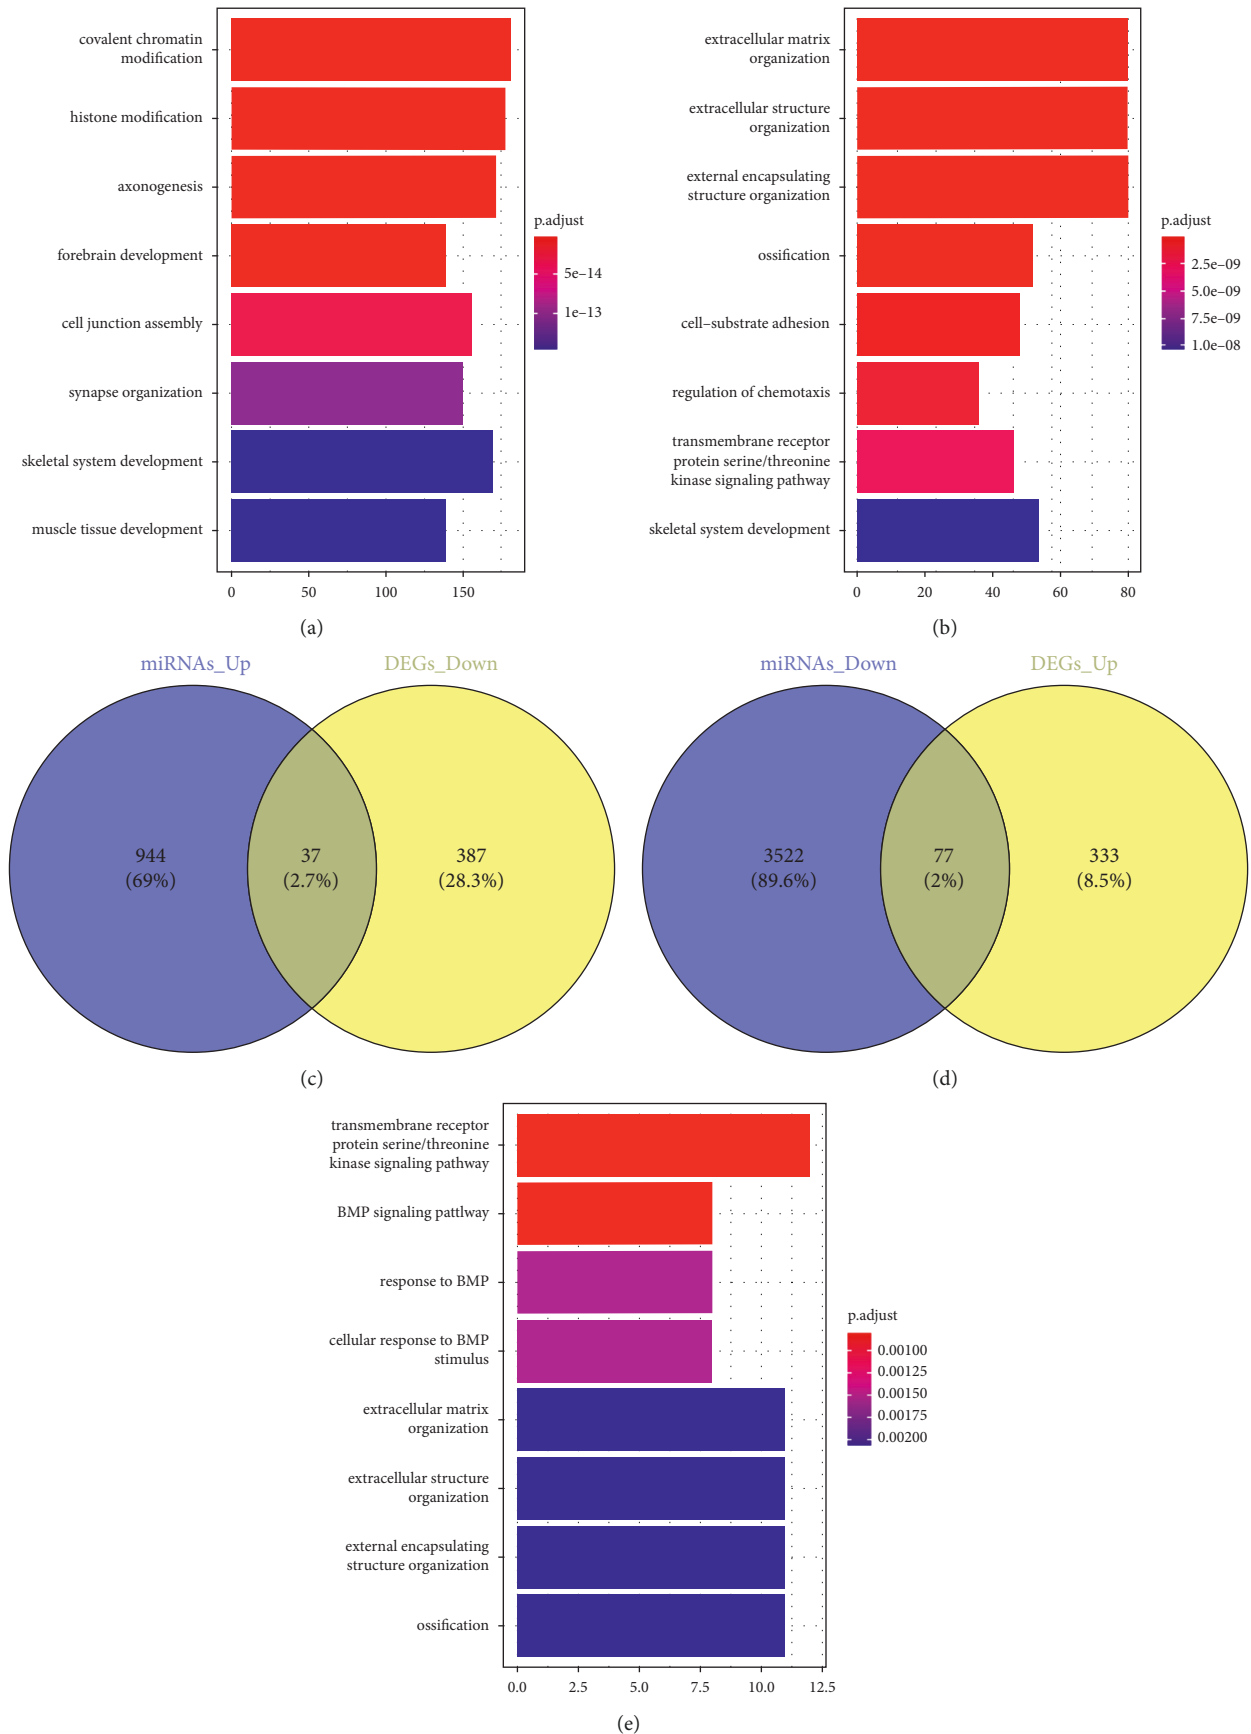 covalent chromatin
modification
histone modification
axonogenesis
forebrain development
cell junction assembly
synapse organization
skeletal system development
muscle tissue development
0 50 100 150
p.adjust
5e–14
1e–13
(a)
extracellular matrix
organization
extracellular structure
organization
external encapsulating
structure organization
ossification
cell–substrate adhesion
regulation of chemotaxis
transmembrane receptor
protein serine/threonine
kinase signaling pathway
skeletal system development
0 20 40 60 80
p.adjust
2.5e–09
5.0e–09
7.5e–09
1.0e–08
(b)
miRNAs_Up DEGs_Down
944
(69%)
37
(2.7%)
387
(28.3%)
(c)
miRNAs_Down DEGs_Up
3522
(89.6%)
77
(2%)
333
(8.5%)
(d)
transmembrane receptor
protein serine/threonine
kinase signaling pathway
BMP signaling pattlway
response to BMP
cellular response to BMP
stimulus
extracellular matrix
organization
extracellular structure
organization
external encapsulating
structure organization
ossification
0.0 2.5 5.0 7.5 10.0 12.5
p.adjust
0.00100
0.00125
0.00150
0.00175
0.00200
(e)